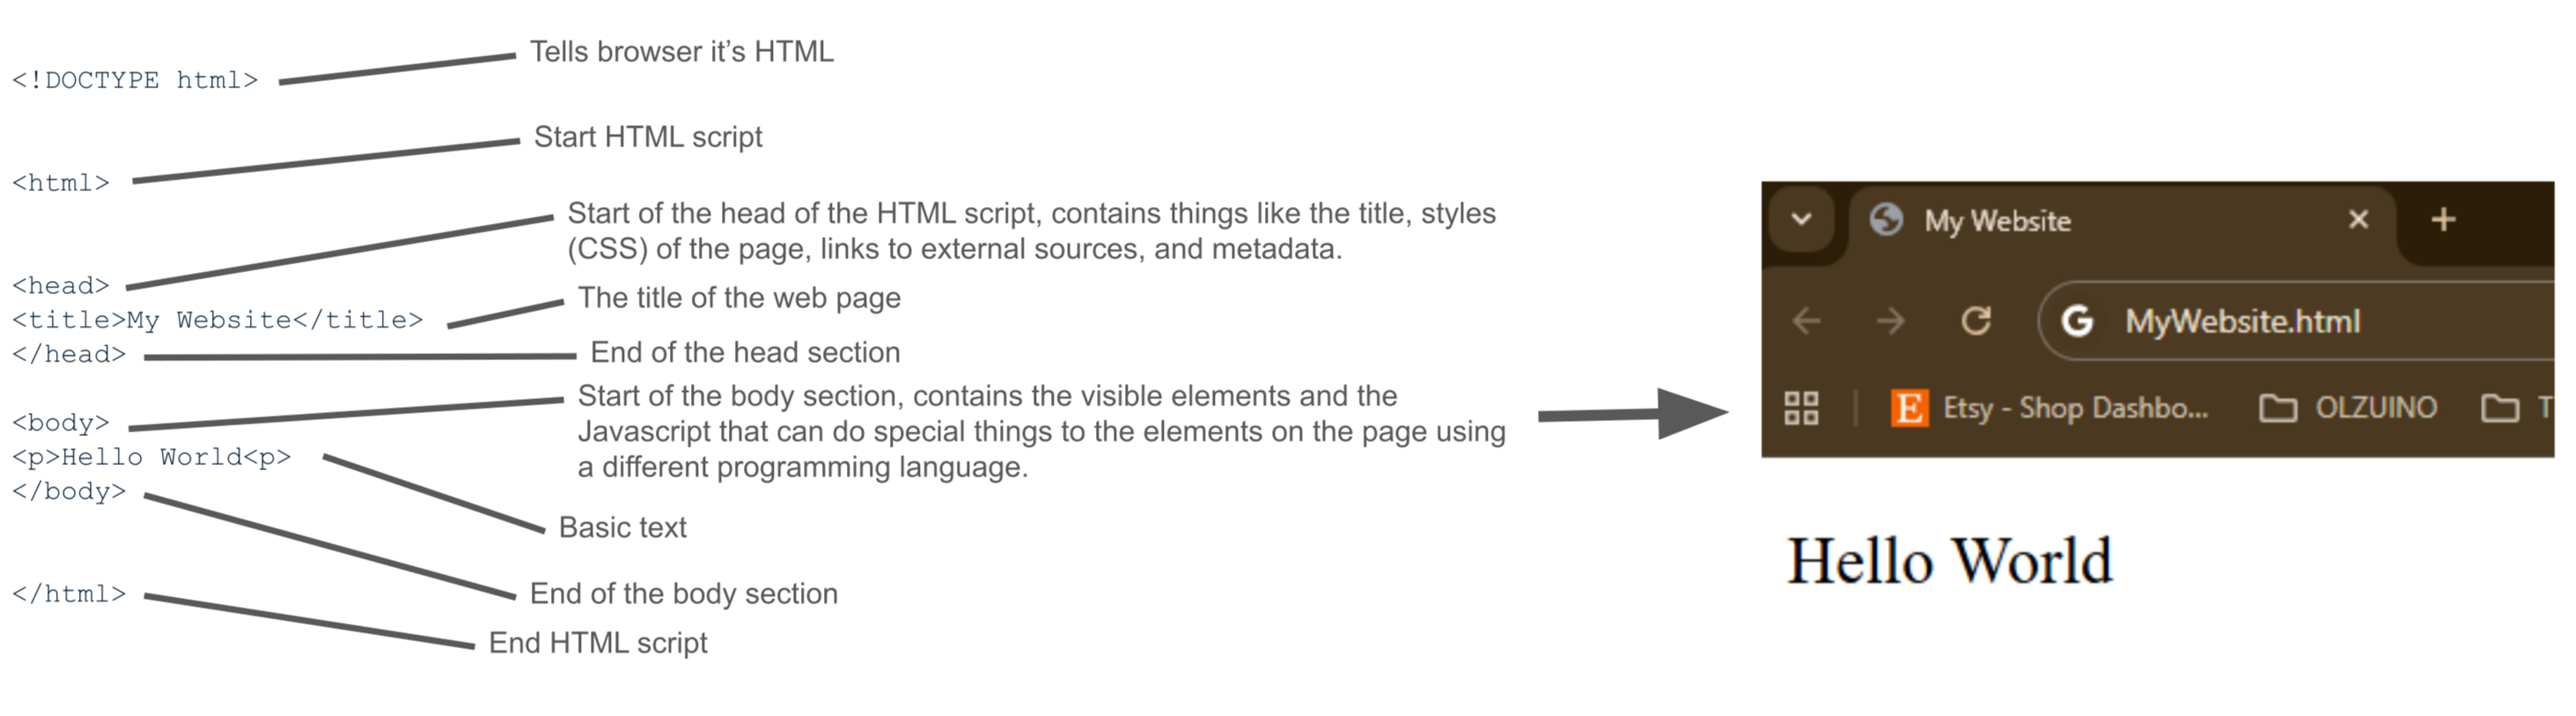 <!DOCTYPE html>
Tells browser it's HTML
<html>
Start HTML script
<head>
Start of the head of the HTML script, contains things like the title, styles
(CSS) of the page, links to external sources, and metadata.
<title>My Website</title>
The title of the web page
</head>
End of the head section
<body>
Start of the body section, contains the visible elements and the
Javascript that can do special things to the elements on the page using
a different programming language.
<p>Hello World<p>
Basic text
</body>
End of the body section
</html>
End HTML script
My Website
G MyWebsite.html
E Etsy - Shop Dashbo... OLZUINO T
Hello World